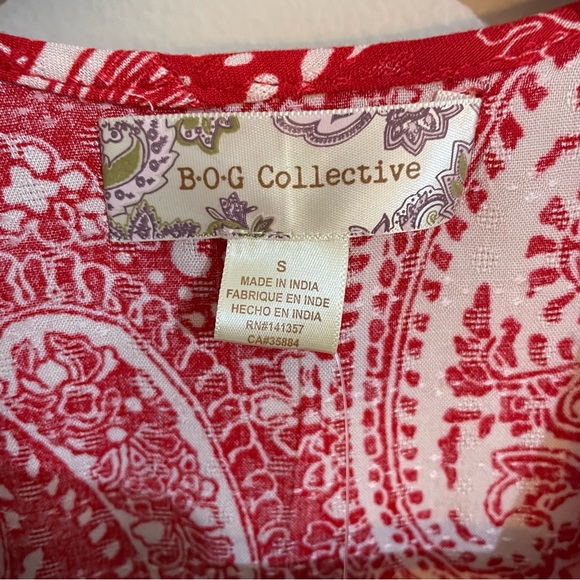 B·O·G Collective
S
MADE IN INDIA
FABRIQUE EN INDE
HECHO EN INDIA
RN#141357
CA#35884